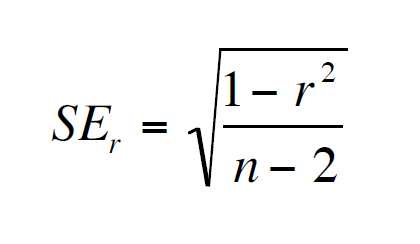 SE_r = √((1 − r²)/(n − 2))